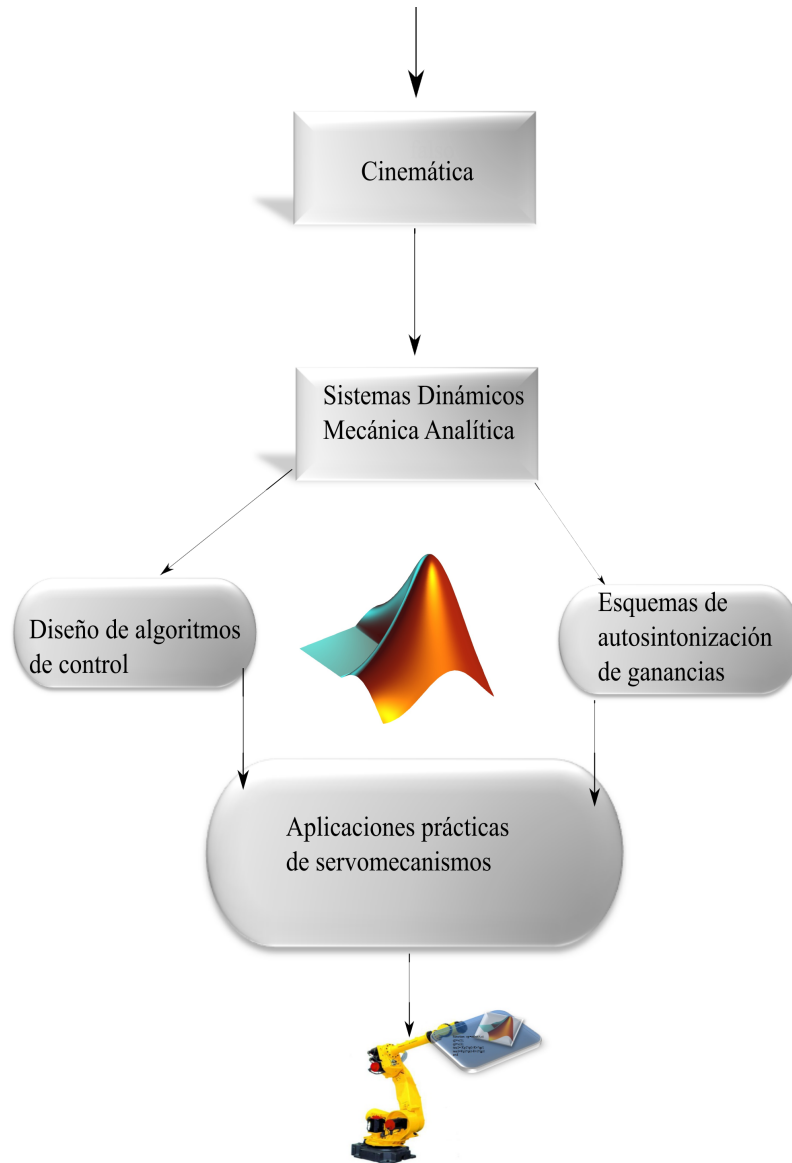 Cinemática
Sistemas Dinámicos
Mecánica Analítica
Diseño de algoritmos
de control
Esquemas de
autosintonización
de ganancias
Aplicaciones prácticas
de servomecanismos